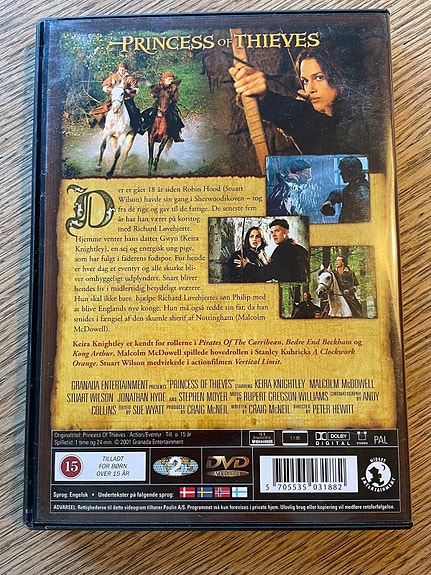 PRINCESS OF THIEVES
Der er gået 18 år siden Robin Hood (Stuart
Wilson) havde sin gang i Sherwoodskoven – tog
fra de rige og gav til de fattige. De seneste fem
år har han været på korstog
med Richard Løvehjerte.
Hjemme venter hans datter Gwyn (Keira
Knightley), en sej og energisk ung pige,
som har fulgt i faderens fodspor. For hende
er hver dag et eventyr og alle skurke bli-
ver omhyggeligt udplyndret. Snart bliver
hendes liv i midlertidig betydeligt sværere.
Hun skal ikke bare hjælpe Richard Løvehjertes søn Philip med
at blive Englands nye konge. Hun må også redde sin far, da han
smides i fængsel af den skumle sherif af Nottingham (Malcolm
McDowell).
Keira Knightley er kendt for rollerne i Pirates Of The Carribean, Bedre End Beckham og
Kong Arthur. Malcolm McDowell spillede hovedrollen i Stanley Kubricks A Clockwork
Orange. Stuart Wilson medvirkede i actionfilmen Vertical Limit.
GRANADA ENTERTAINMENT PRESENTS "PRINCESS OF THIEVES" STARRING KEIRA KNIGHTLEY MALCOLM McDOWELL
STUART WILSON JONATHAN HYDE AND STEPHEN MOYER MUSIC BY RUPERT GREGSON-WILLIAMS CINEMATOGRAPHY BY ANDY
COLLINS EDITED BY SUE WYATT PRODUCED BY CRAIG McNEIL WRITTEN BY CRAIG McNEIL DIRECTED BY PETER HEWITT
Originaltitel: Princess Of Thieves Action/Eventyr Till. o. 15 år
Spilletid: 1 time og 24 min. © 2001 Granada Entertainment
DOLBY
DIGITAL
PAL
15
TILLADT
FOR BØRN
OVER 15 ÅR
2
DVD
VIDEO
5 705535 031882
MIDGET
ENTERTAINMENT
Sprog: Engelsk • Undertekster på følgende sprog:
ADVARSEL: Rettighederne til dette videogram tilhører Paulin A/S. Programmet må kun forevises i private hjem. Ulovlig brug eller kopiering vil medføre retsforfølgelse.